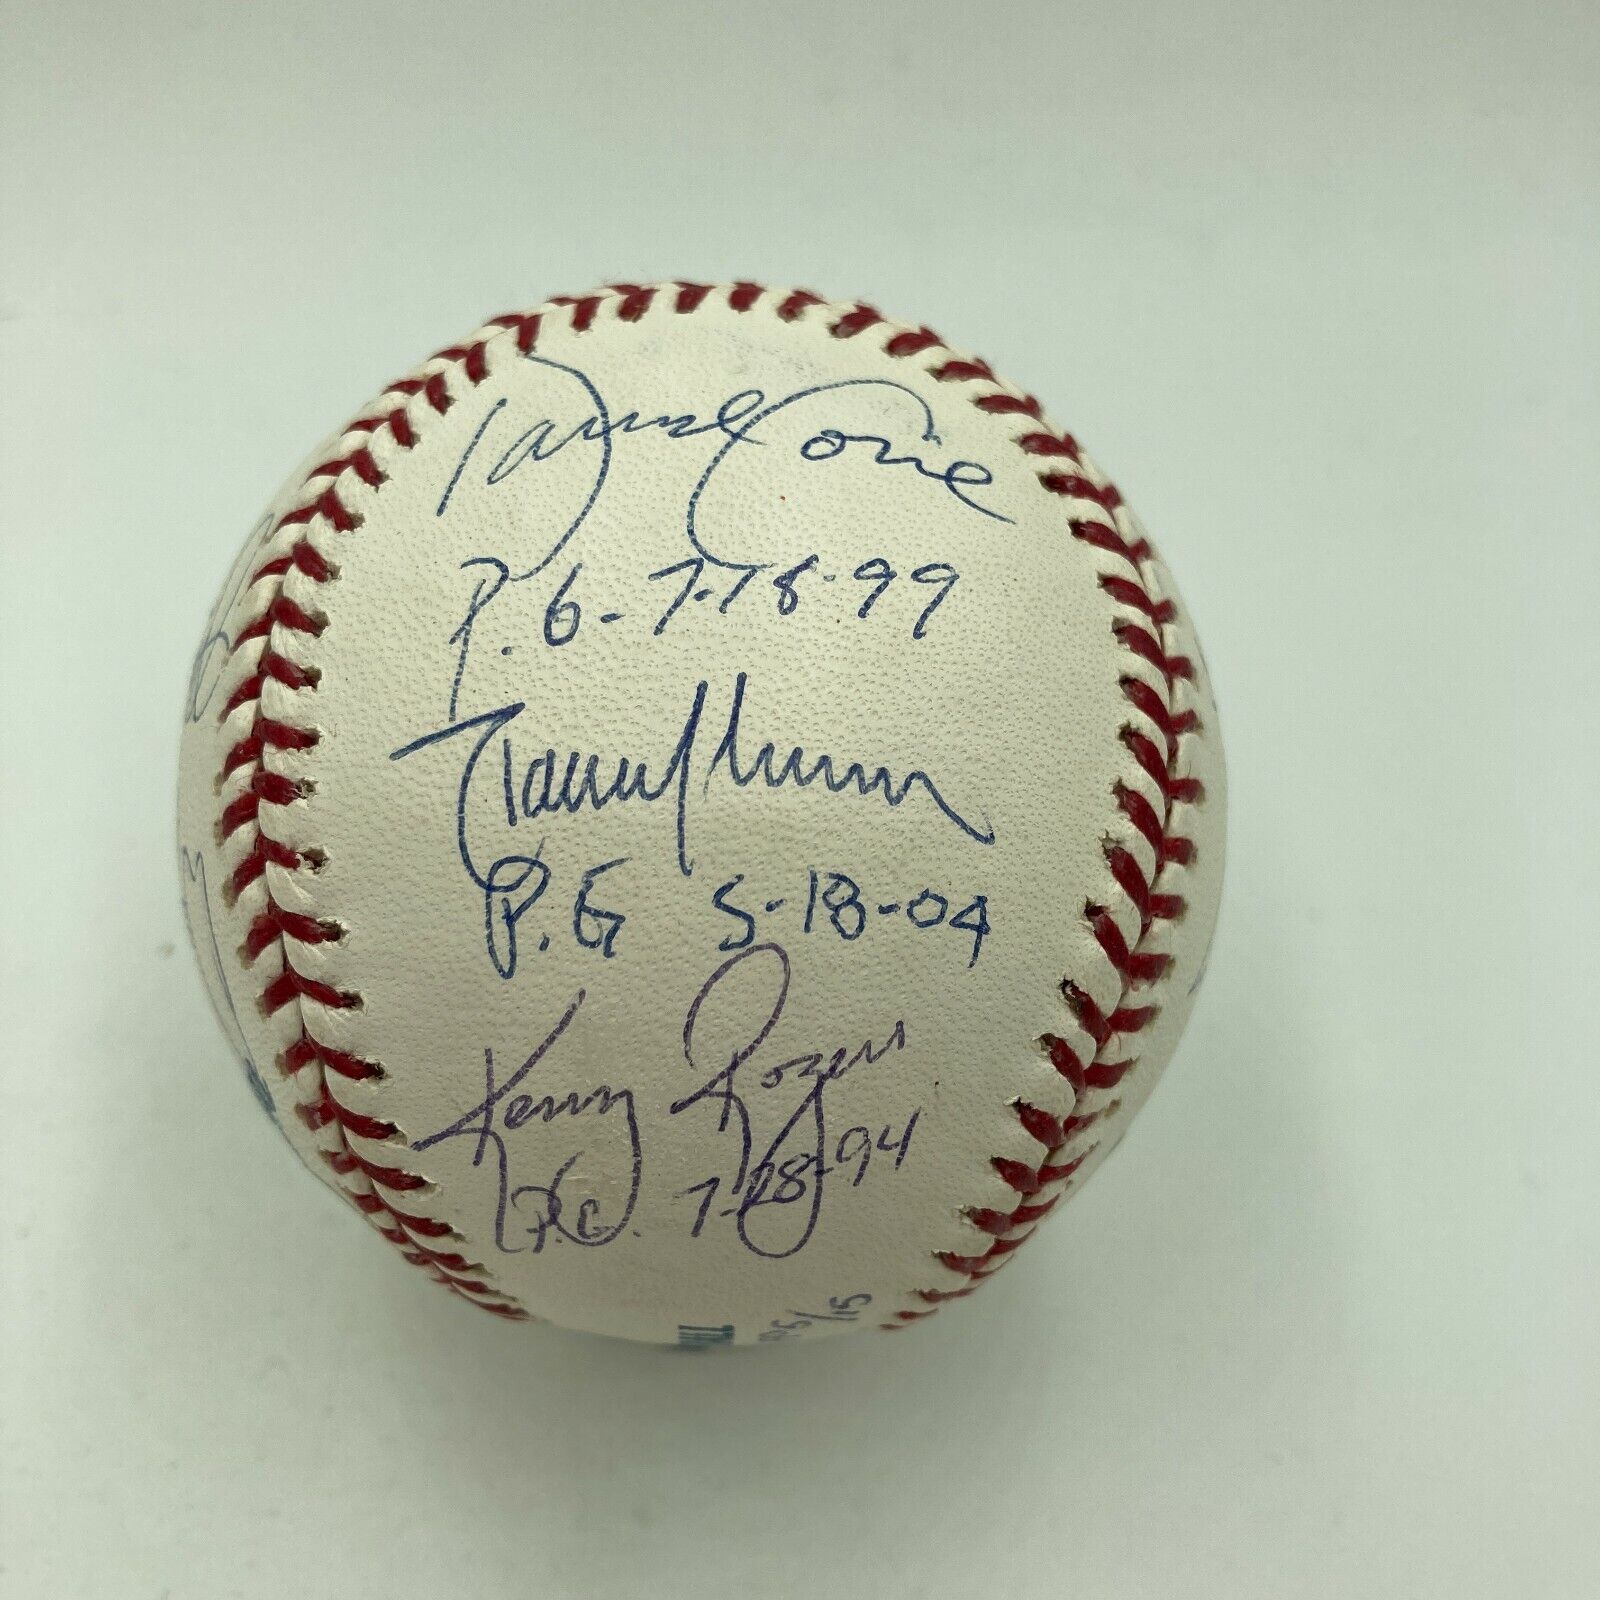 David Cone
P.G-7-18-99
Randy Johnson
P.G 5-18-04
Kenny Rogers
P.G. 7-28-94